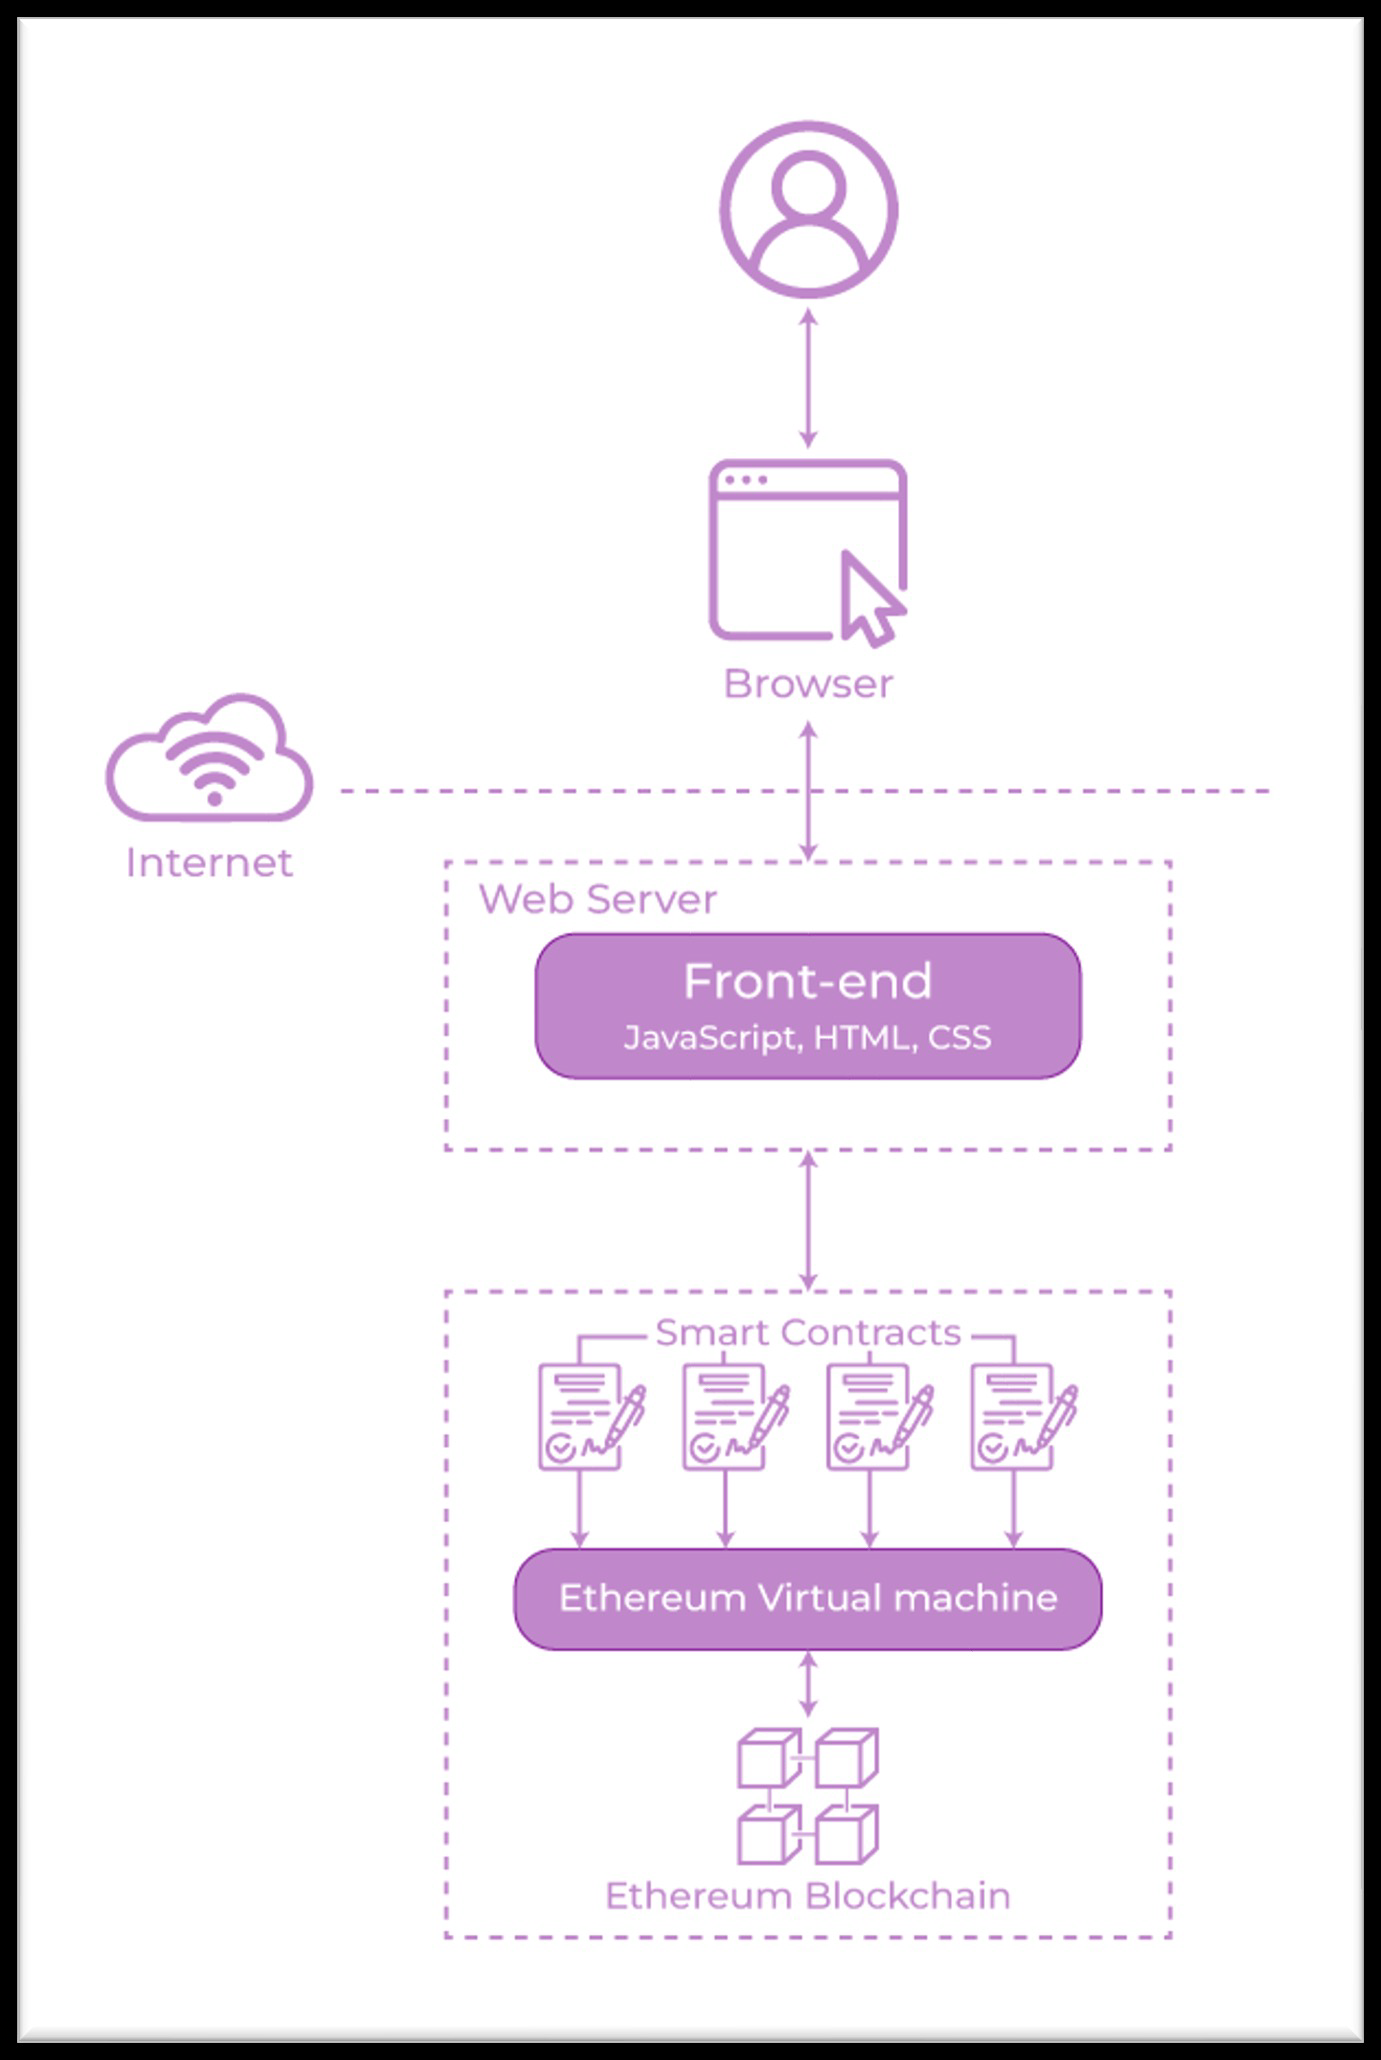 Browser
Internet
Web Server
Front-end
JavaScript, HTML, CSS
Smart Contracts
Ethereum Virtual machine
Ethereum Blockchain